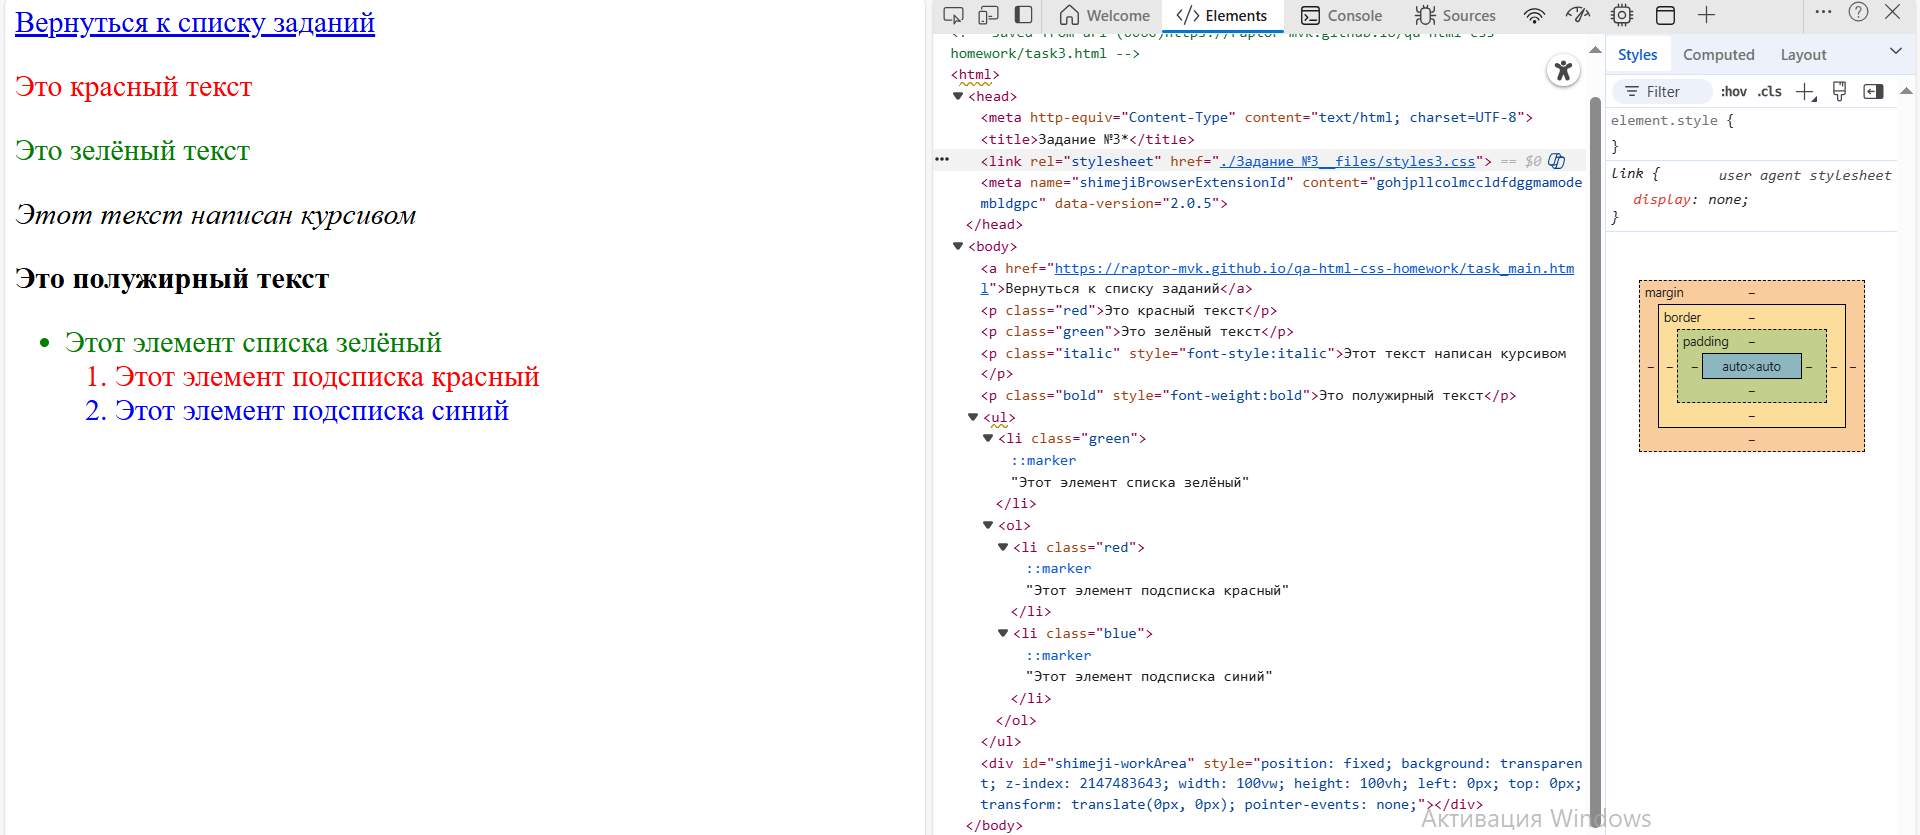 Вернуться к списку заданий
Это красный текст
Это зелёный текст
Этот текст написан курсивом
Это полужирный текст
• Этот элемент списка зелёный
1. Этот элемент подсписка красный
2. Этот элемент подсписка синий
Welcome
Elements
Console
Sources
homework/task3.html -->
<html>
<head>
<meta http-equiv="Content-Type" content="text/html; charset=UTF-8">
<title>Задание №3*</title>
<link rel="stylesheet" href="./Задание №3__files/styles3.css"> == $0
<meta name="shimejiBrowserExtensionId" content="gohjpllcolmccldfdggmamode
mbldgpc" data-version="2.0.5">
</head>
<body>
<a href="https://raptor-mvk.github.io/qa-html-css-homework/task_main.htm
l">Вернуться к списку заданий</a>
<p class="red">Это красный текст</p>
<p class="green">Это зелёный текст</p>
<p class="italic" style="font-style:italic">Этот текст написан курсивом
</p>
<p class="bold" style="font-weight:bold">Это полужирный текст</p>
<ul>
<li class="green">
::marker
"Этот элемент списка зелёный"
</li>
<ol>
<li class="red">
::marker
"Этот элемент подсписка красный"
</li>
<li class="blue">
::marker
"Этот элемент подсписка синий"
</li>
</ol>
</ul>
<div id="shimeji-workArea" style="position: fixed; background: transparen
t; z-index: 2147483643; width: 100vw; height: 100vh; left: 0px; top: 0px;
transform: translate(0px, 0px); pointer-events: none;"></div>
</body>
Styles Computed Layout
Filter :hov .cls
element.style {
}
link { user agent stylesheet
display: none;
}
margin –
border –
padding –
– – – auto×auto – – –
–
–
–
Активация Windows